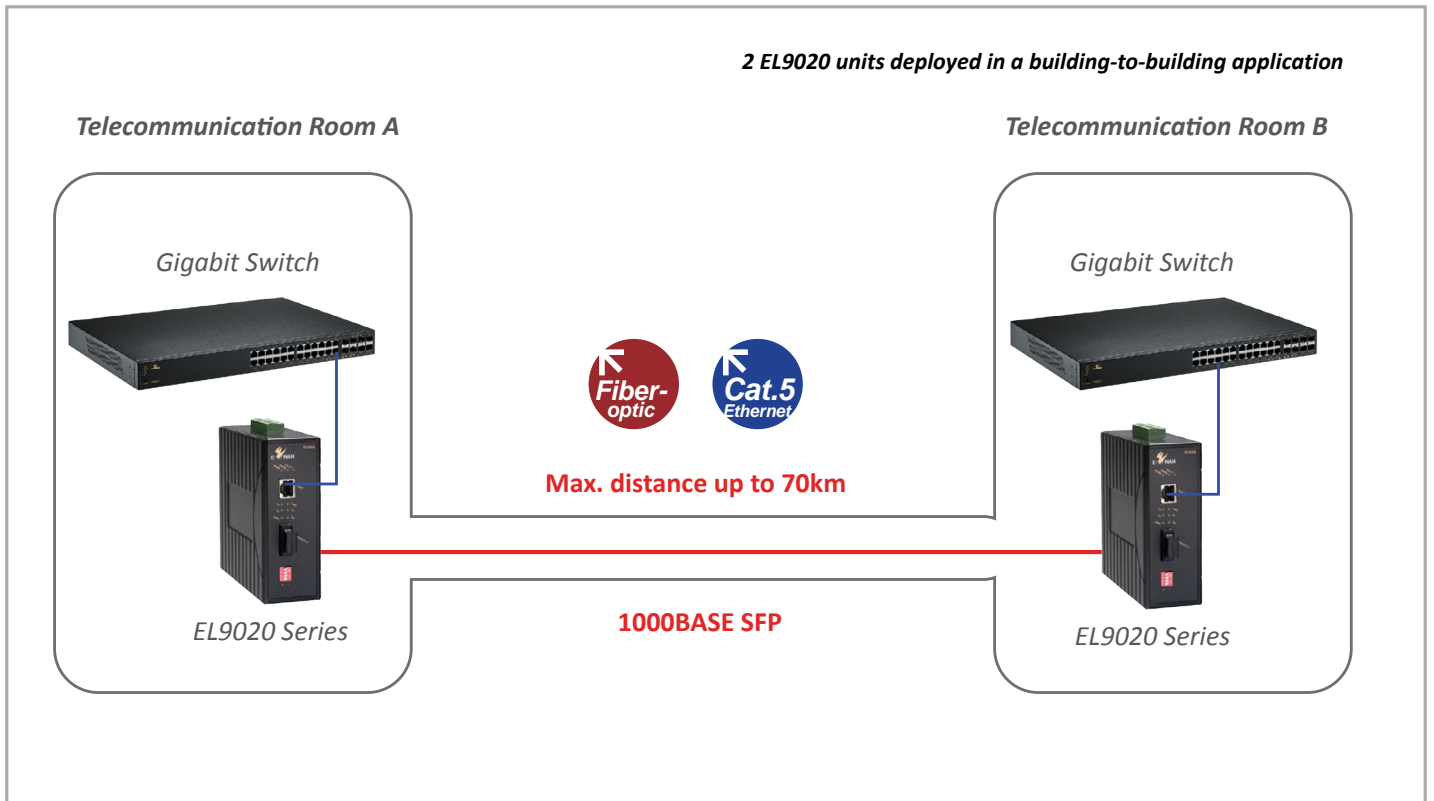 2 EL9020 units deployed in a building-to-building application
Telecommunication Room A
Telecommunication Room B
Gigabit Switch
Gigabit Switch
Fiber-
optic
Cat.5
Ethernet
Max. distance up to 70km
1000BASE SFP
EL9020 Series
EL9020 Series